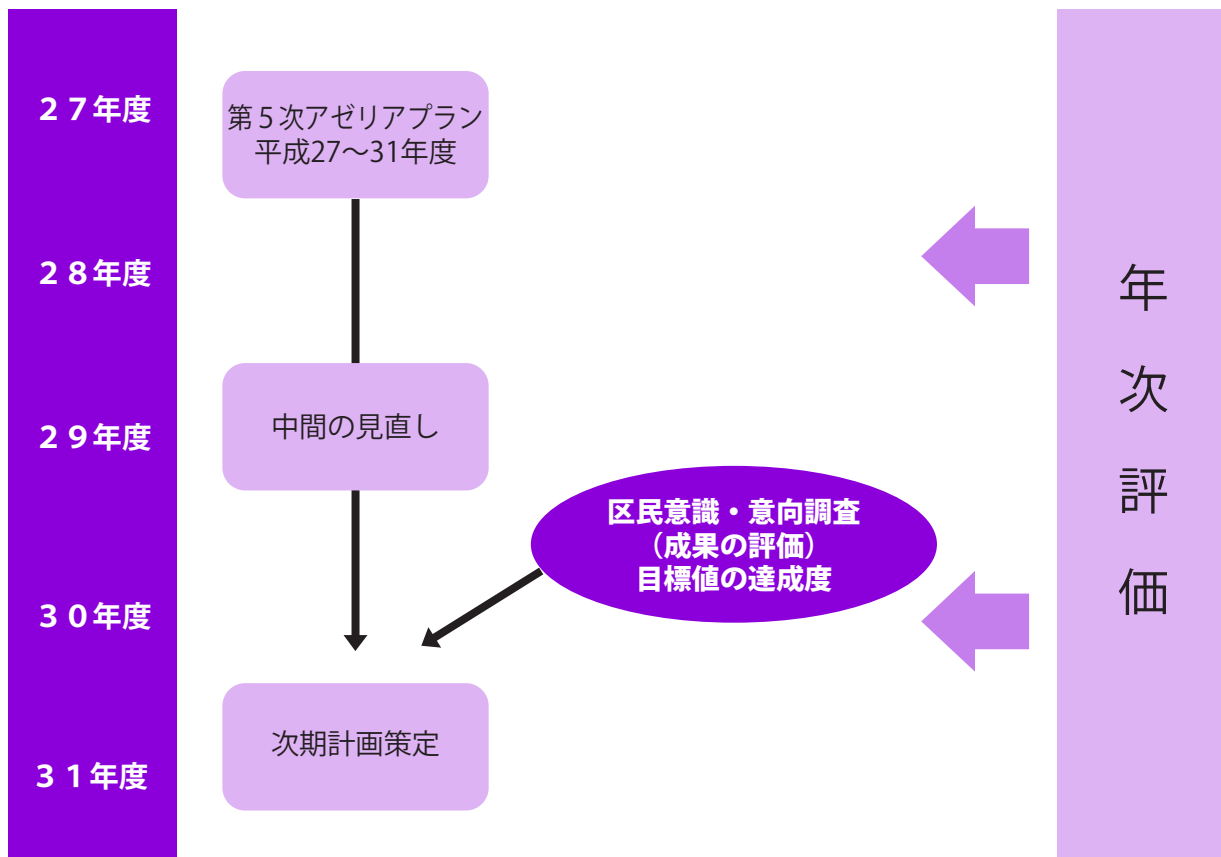 ２７年度
第５次アゼリアプラン
平成27～31年度
２８年度
２９年度
中間の見直し
区民意識・意向調査
（成果の評価）
目標値の達成度
３０年度
３１年度
次期計画策定
年次評価